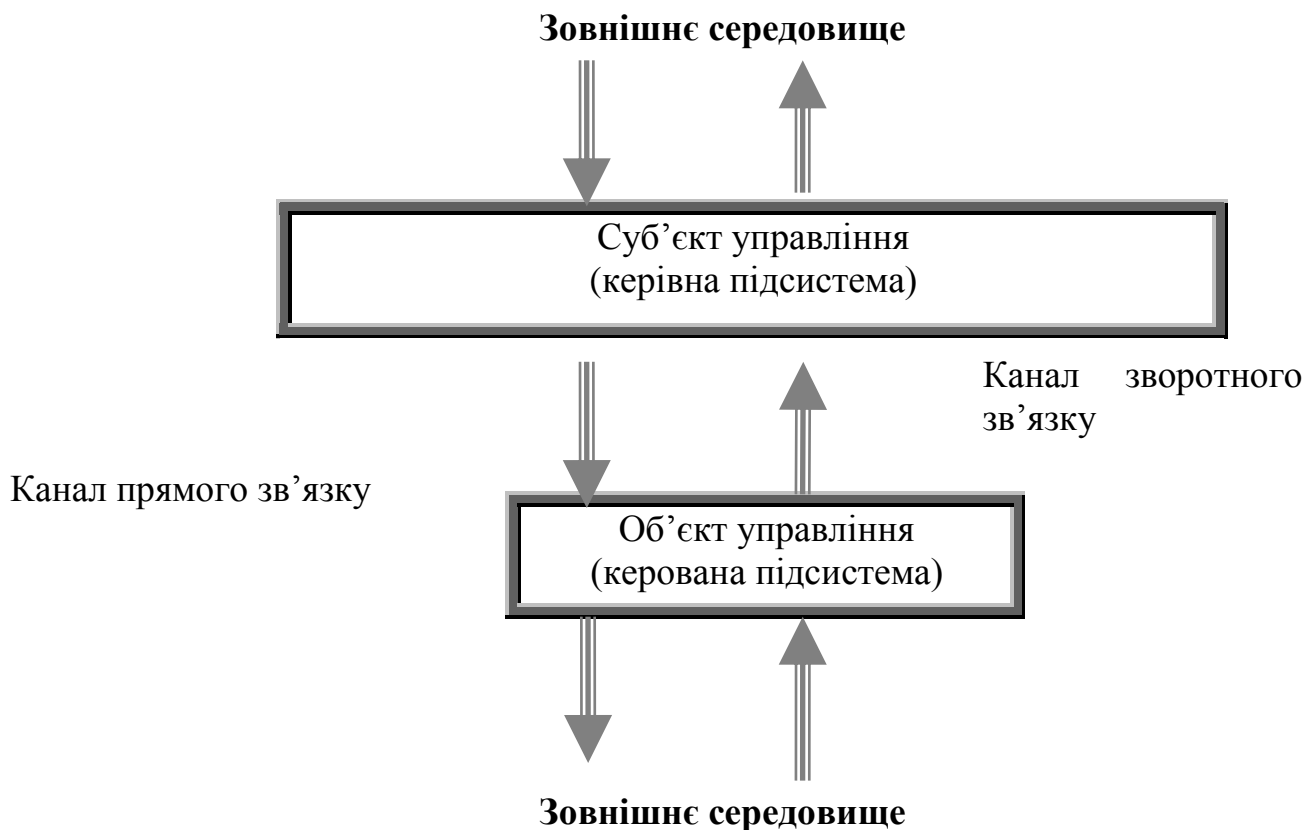 Зовнішнє середовище
Суб’єкт управління
(керівна підсистема)
Канал зворотного
зв’язку
Канал прямого зв’язку
Об’єкт управління
(керована підсистема)
Зовнішнє середовище